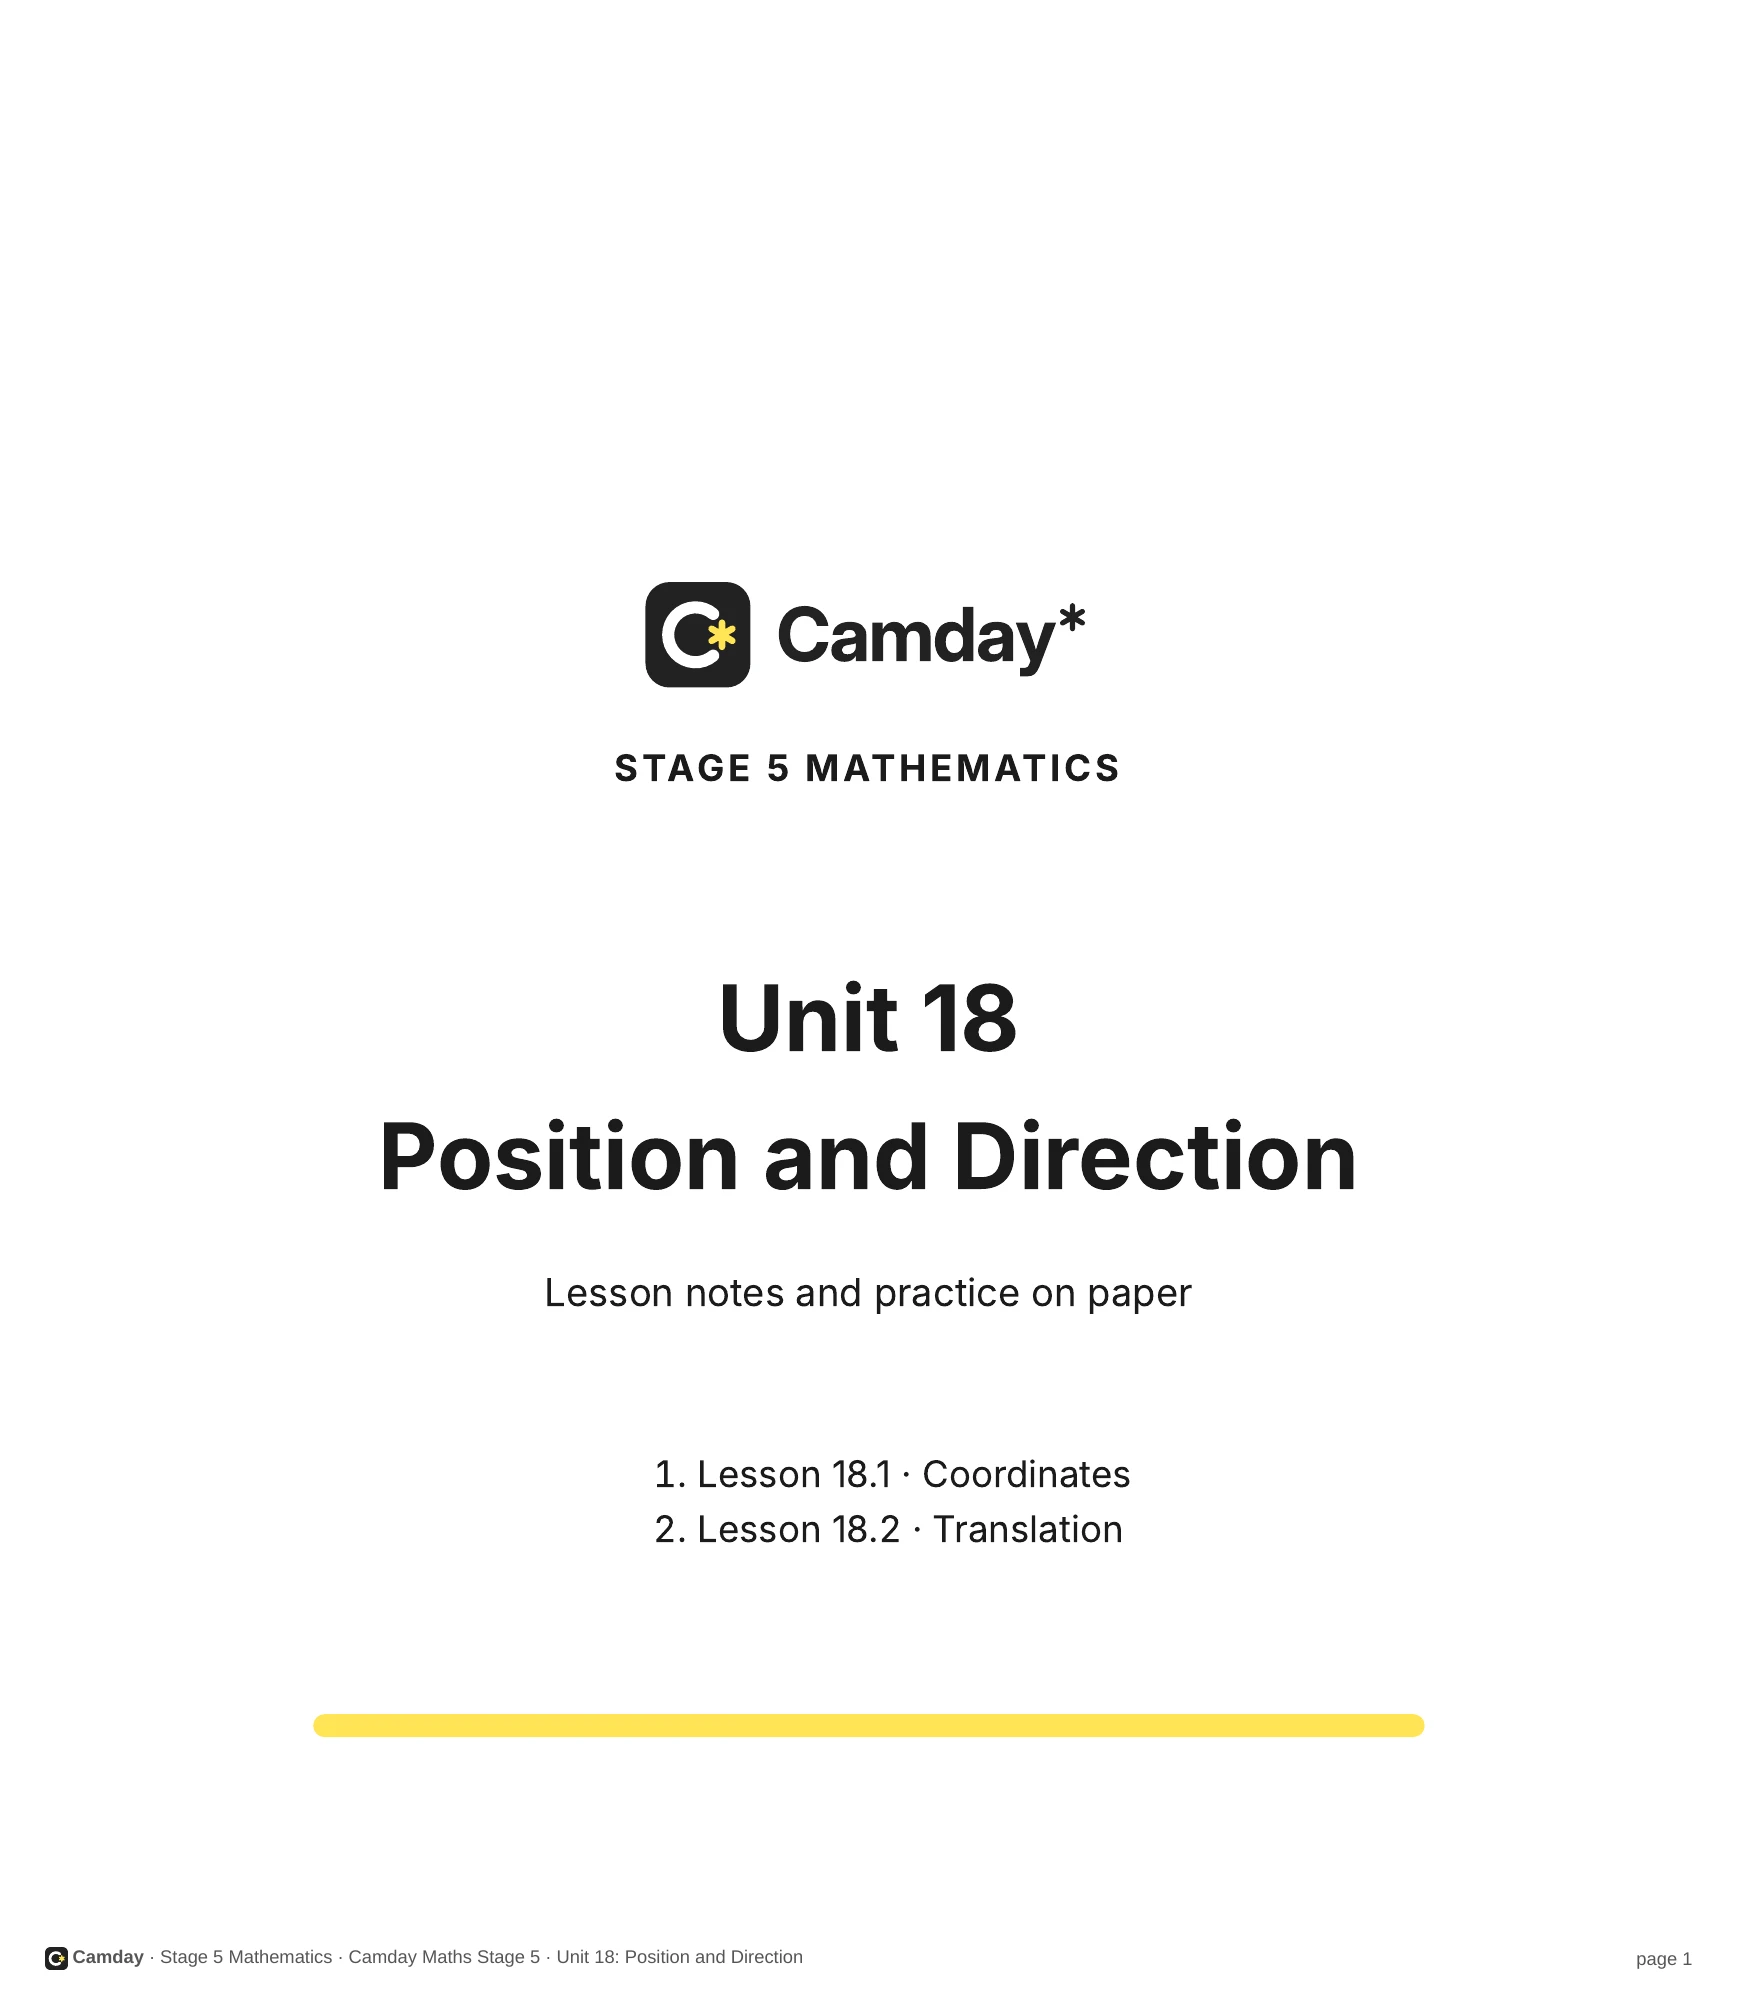 Camday*
STAGE 5 MATHEMATICS
Unit 18
Position and Direction
Lesson notes and practice on paper
1. Lesson 18.1 · Coordinates
2. Lesson 18.2 · Translation
Camday · Stage 5 Mathematics · Camday Maths Stage 5 · Unit 18: Position and Direction
page 1